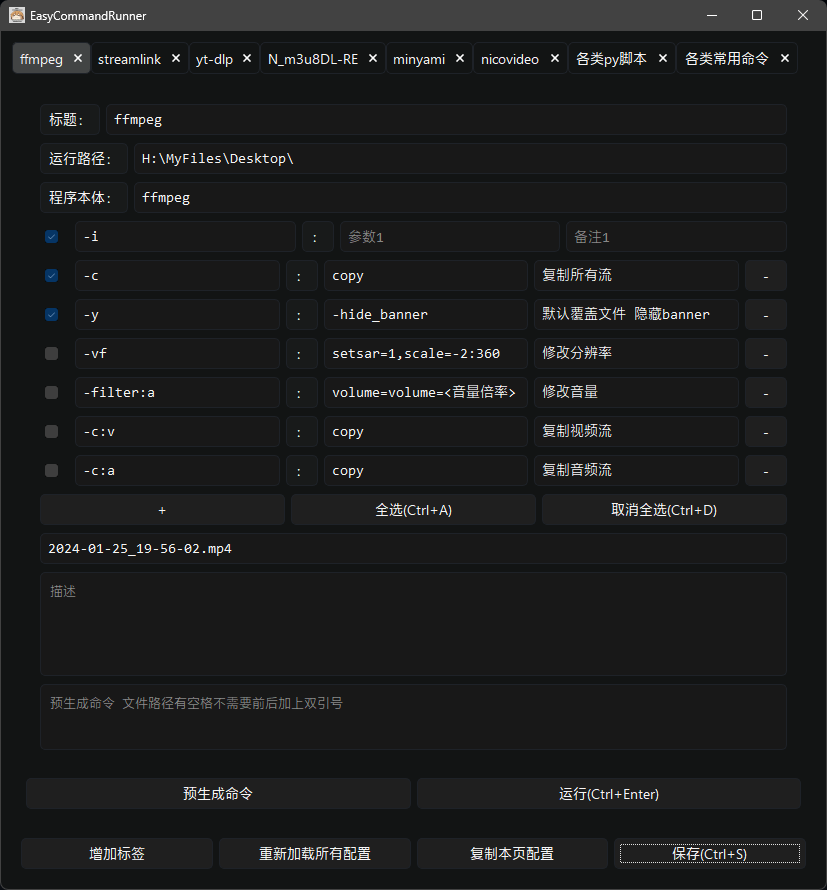 EasyCommandRunner
ffmpeg × streamlink × yt-dlp × N_m3u8DL-RE × minyami × nicovideo × 各类py脚本 × 各类常用命令 ×
标题： ffmpeg
运行路径： H:\MyFiles\Desktop\
程序本体： ffmpeg
-i : 参数1 备注1
-c : copy 复制所有流 -
-y : -hide_banner 默认覆盖文件 隐藏banner -
-vf : setsar=1,scale=-2:360 修改分辨率 -
-filter:a : volume=volume=<音量倍率> 修改音量 -
-c:v : copy 复制视频流 -
-c:a : copy 复制音频流 -
+ 全选(Ctrl+A) 取消全选(Ctrl+D)
2024-01-25_19-56-02.mp4
描述
预生成命令 文件路径有空格不需要前后加上双引号
预生成命令 运行(Ctrl+Enter)
增加标签 重新加载所有配置 复制本页配置 保存(Ctrl+S)